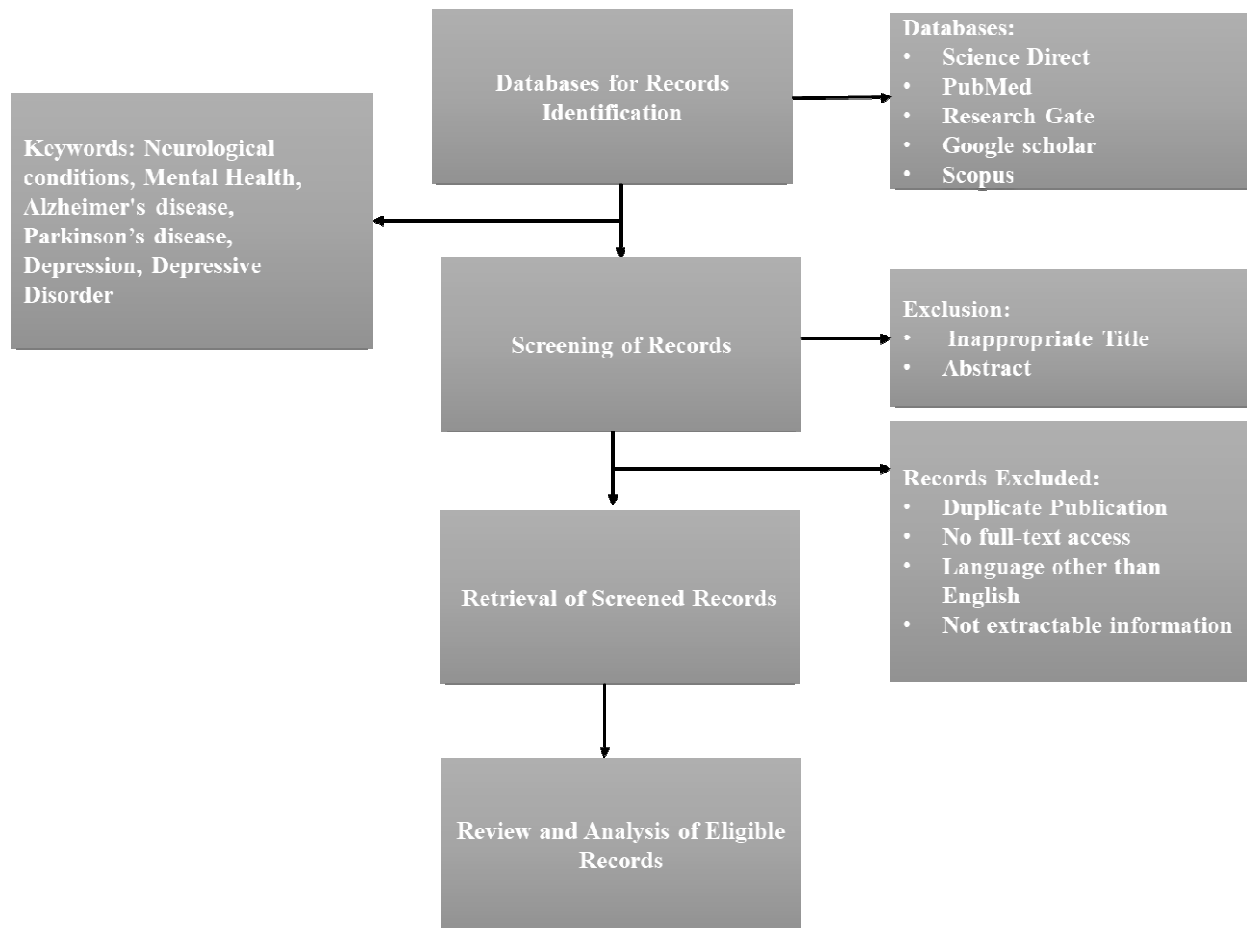 Databases for Records
Identification
Databases:
• Science Direct
• PubMed
• Research Gate
• Google scholar
• Scopus
Keywords: Neurological
conditions, Mental Health,
Alzheimer's disease,
Parkinson’s disease,
Depression, Depressive
Disorder
Screening of Records
Exclusion:
• Inappropriate Title
• Abstract
Records Excluded:
• Duplicate Publication
• No full-text access
• Language other than
English
• Not extractable information
Retrieval of Screened Records
Review and Analysis of Eligible
Records